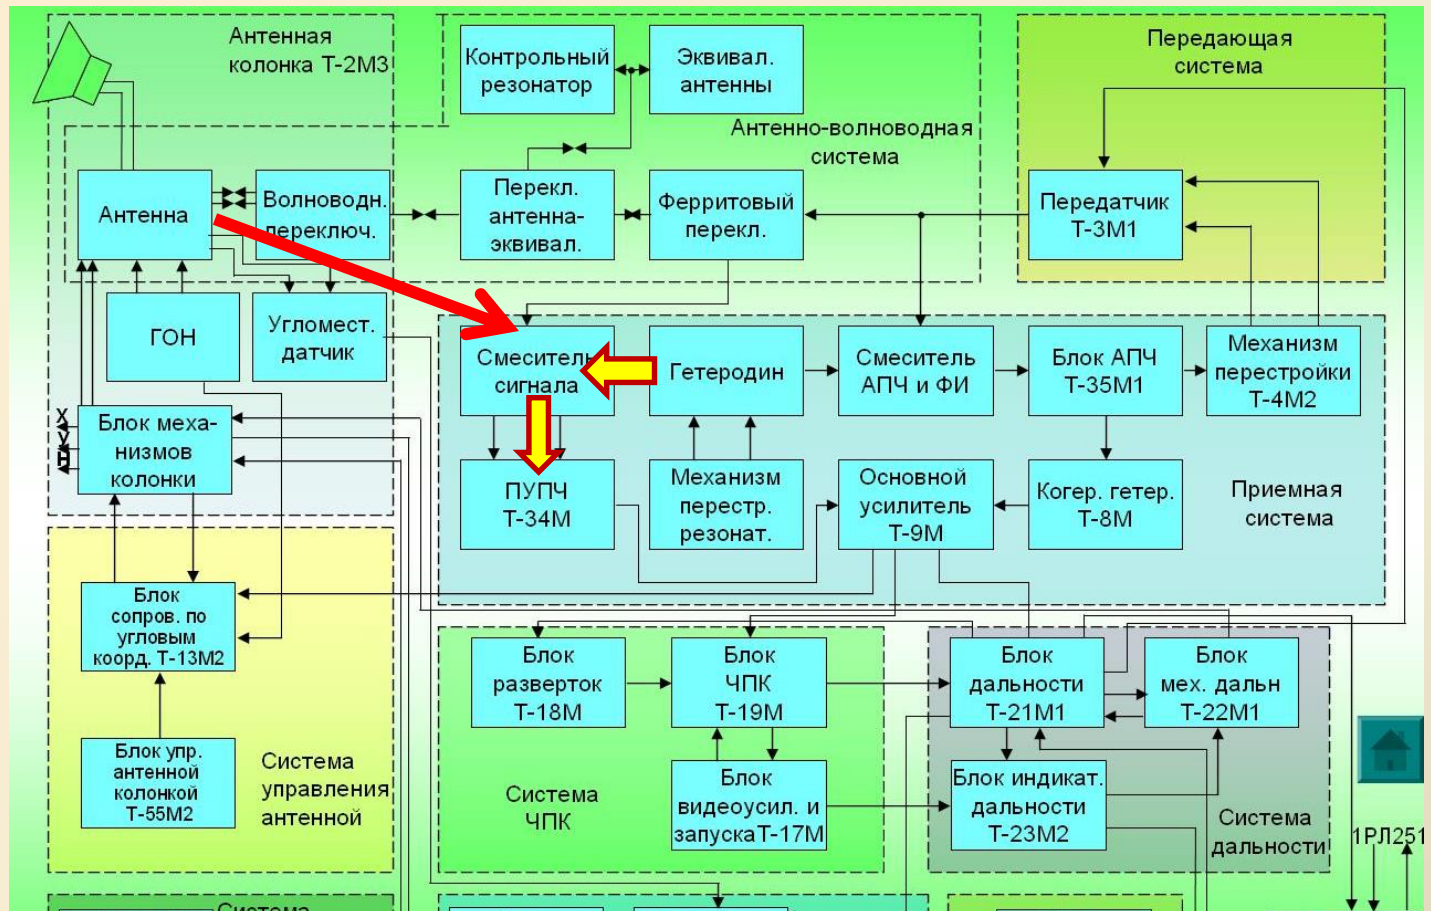 Антенная
колонка Т-2М3
Контрольный
резонатор
Эквивал.
антенны
Передающая
система
Антенно-волноводная
система
Антенна
Волноводн.
переключ.
Перекл.
антенна-
эквивал.
Ферритовый
перекл.
Передатчик
Т-3М1
ГОН
Угломест.
датчик
Смеситель
сигнала
Гетеродин
Смеситель
АПЧ и ФИ
Блок АПЧ
Т-35М1
Механизм
перестройки
Т-4М2
Х
У
Н
Блок меха-
низмов
колонки
ПУПЧ
Т-34М
Механизм
перестр.
резонат.
Основной
усилитель
Т-9М
Когер. гетер.
Т-8М
Приемная
система
Блок
сопров. по
угловым
коорд. Т-13М2
Блок
разверток
Т-18М
Блок
ЧПК
Т-19М
Блок
дальности
Т-21М1
Блок
мех. дальн
Т-22М1
Блок упр.
антенной
колонкой
Т-55М2
Система
управления
антенной
Система
ЧПК
Блок
видеоусил. и
запускаТ-17М
Блок индикат.
дальности
Т-23М2
Система
дальности
1РЛ251
Система